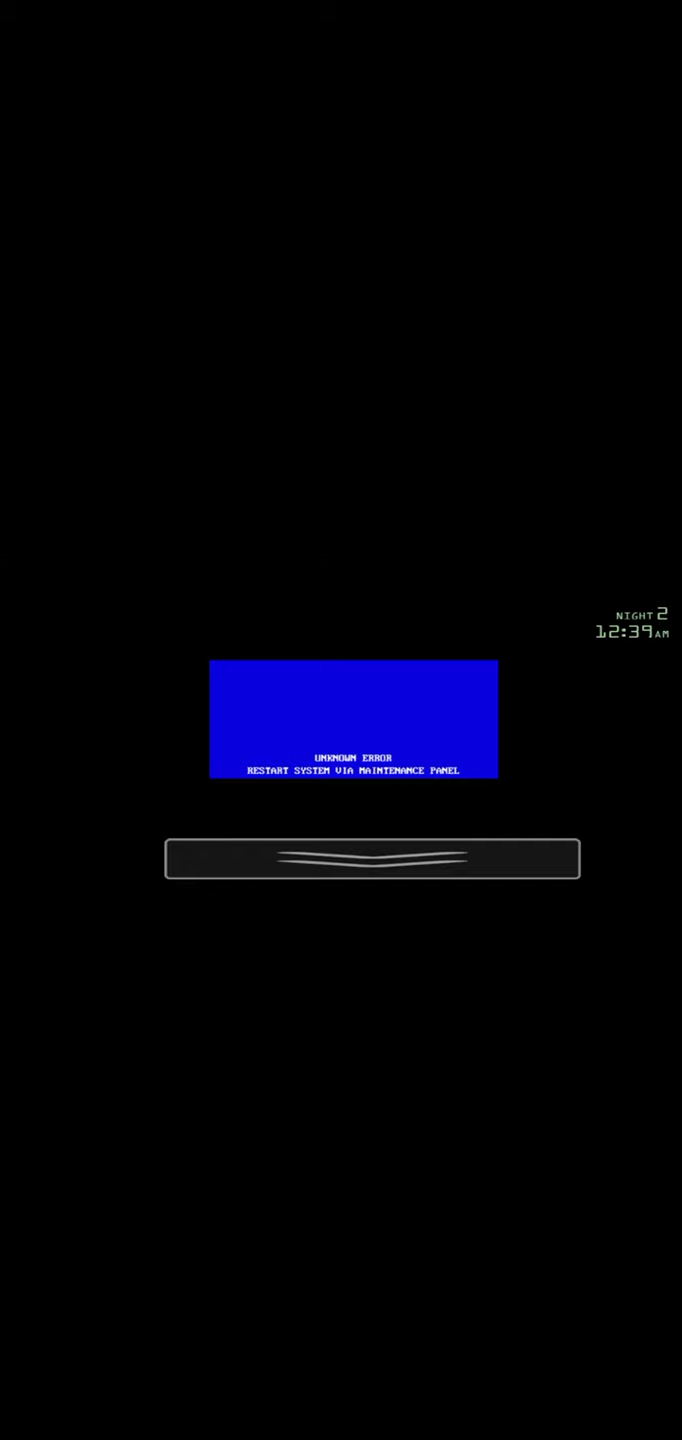 NIGHT 2
12:39AM
UNKNOWN ERROR
RESTART SYSTEM VIA MAINTENANCE PANEL